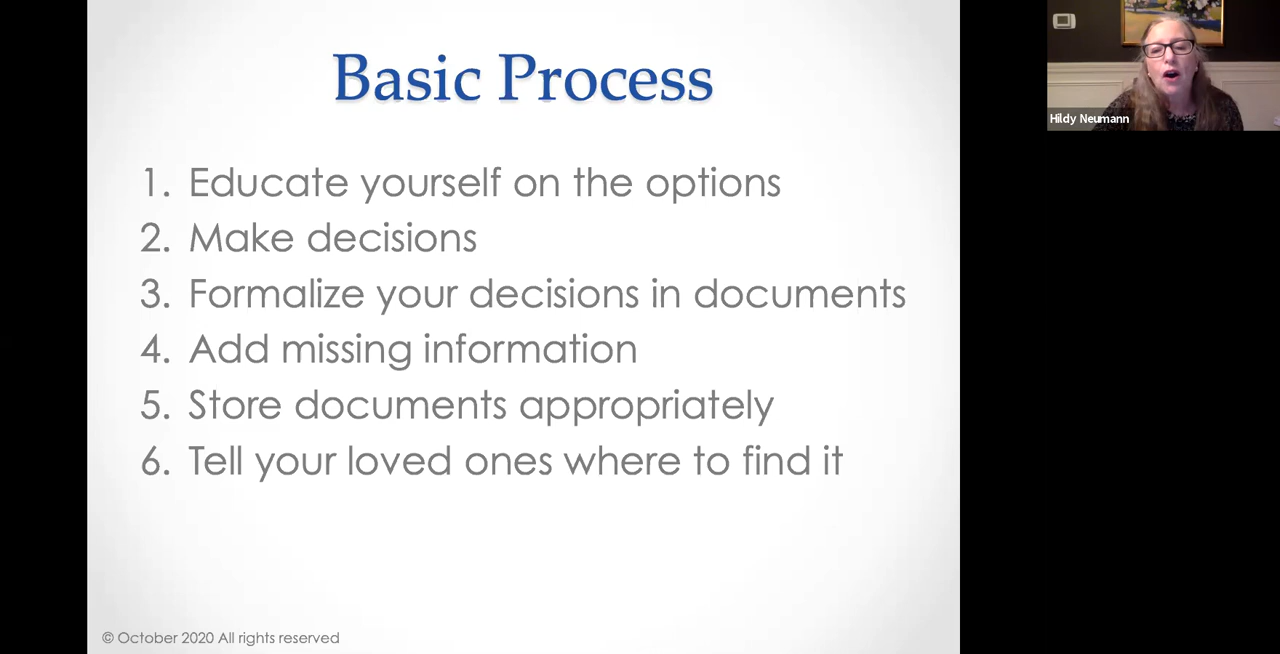 Basic Process
1. Educate yourself on the options
2. Make decisions
3. Formalize your decisions in documents
4. Add missing information
5. Store documents appropriately
6. Tell your loved ones where to find it
© October 2020 All rights reserved
Hildy Neumann